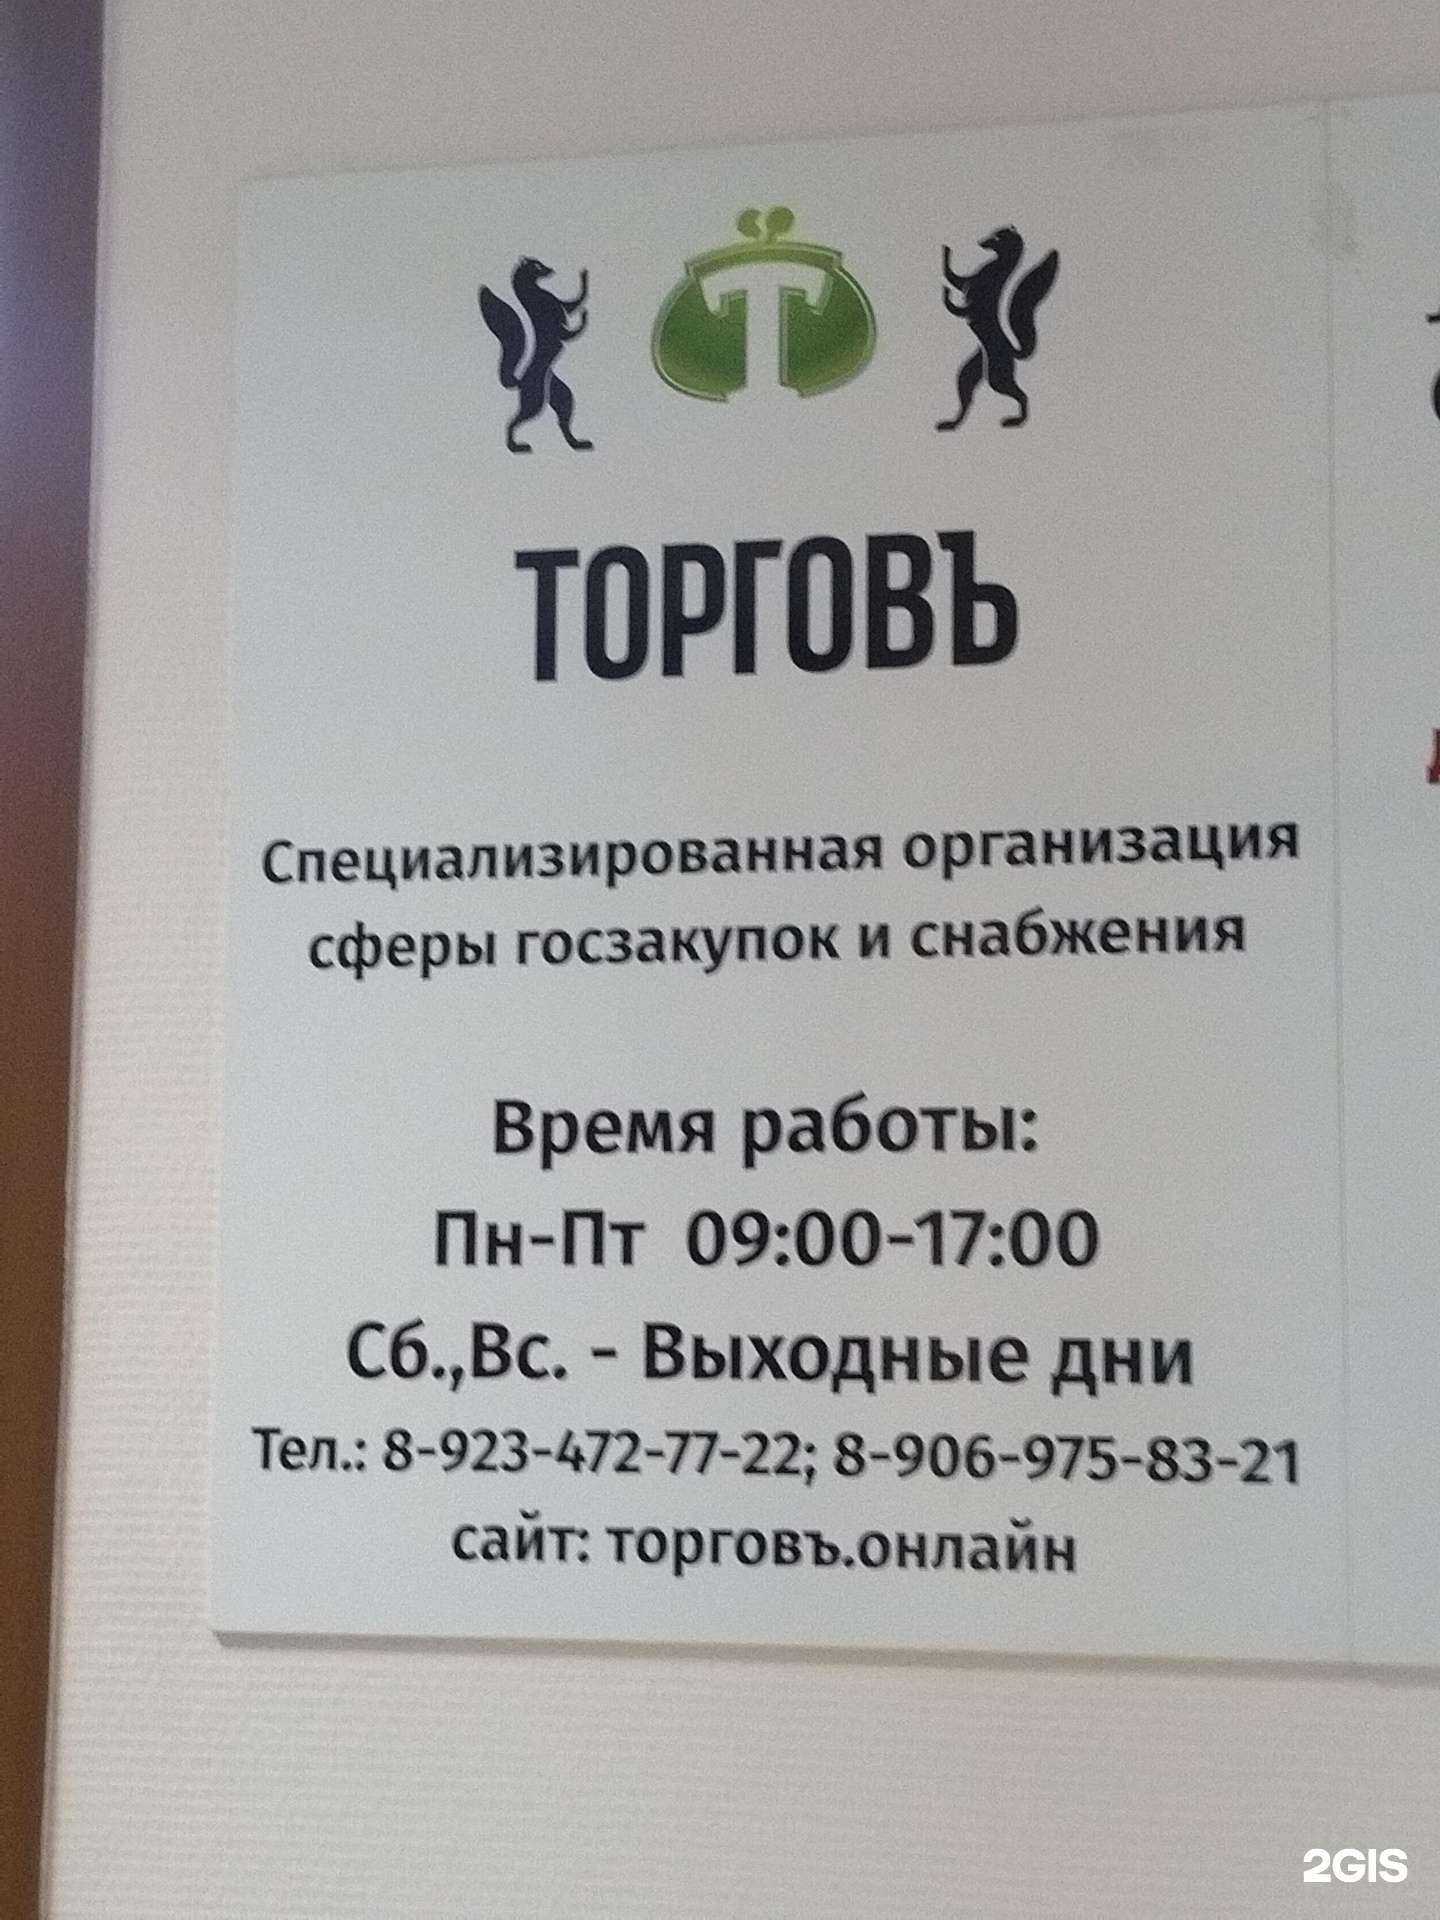 Т
ТОРГОВЪ
Специализированная организация
сферы госзакупок и снабжения
Время работы:
Пн-Пт 09:00-17:00
Сб.,Вс. - Выходные дни
Тел.: 8-923-472-77-22; 8-906-975-83-21
сайт: торговъ.онлайн
2GIS